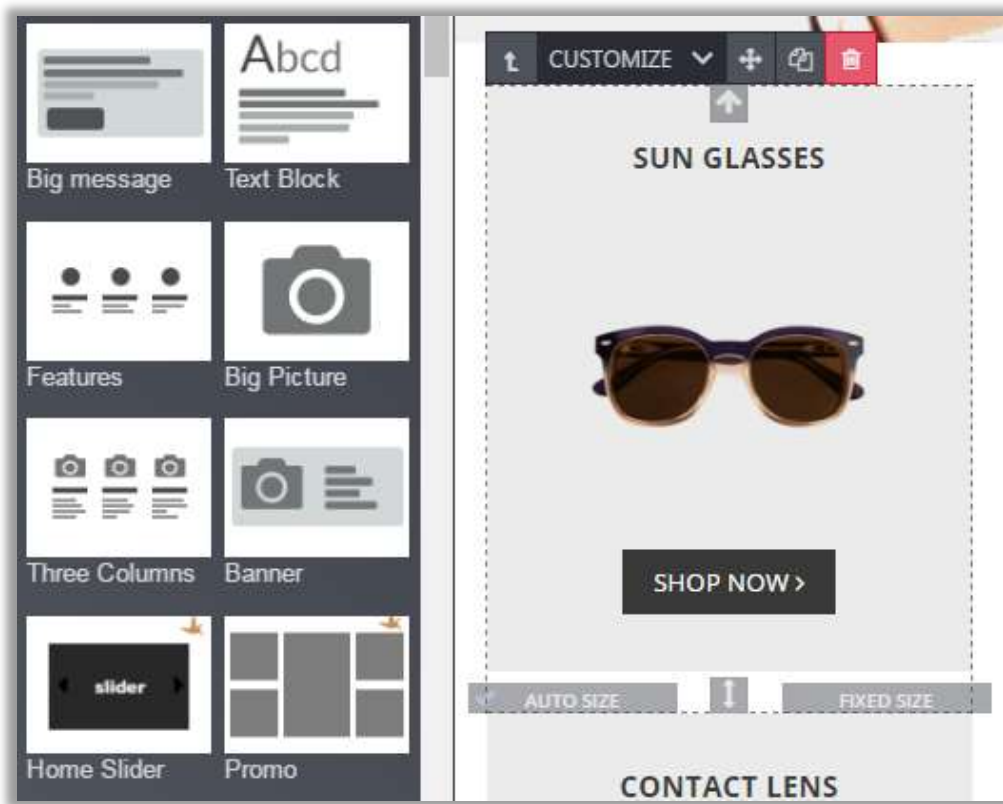 Abcd
Big message
Text Block
Features
Big Picture
Three Columns
Banner
slider
Home Slider
Promo
CUSTOMIZE
SUN GLASSES
SHOP NOW >
AUTO SIZE
FIXED SIZE
CONTACT LENS